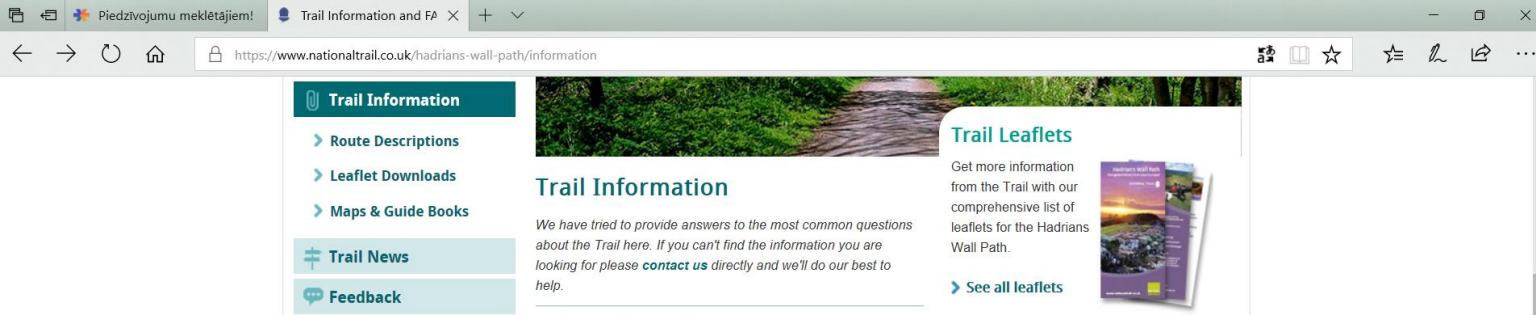 Piedzīvojumu meklētājiem!
Trail Information and FA
https://www.nationaltrail.co.uk/hadrians-wall-path/information
Trail Information
Route Descriptions
Leaflet Downloads
Maps & Guide Books
Trail News
Feedback
Trail Information
We have tried to provide answers to the most common questions
about the Trail here. If you can't find the information you are
looking for please contact us directly and we'll do our best to
help.
Trail Leaflets
Get more information
from the Trail with our
comprehensive list of
leaflets for the Hadrians
Wall Path.
See all leaflets
Hadrian's Wall Path